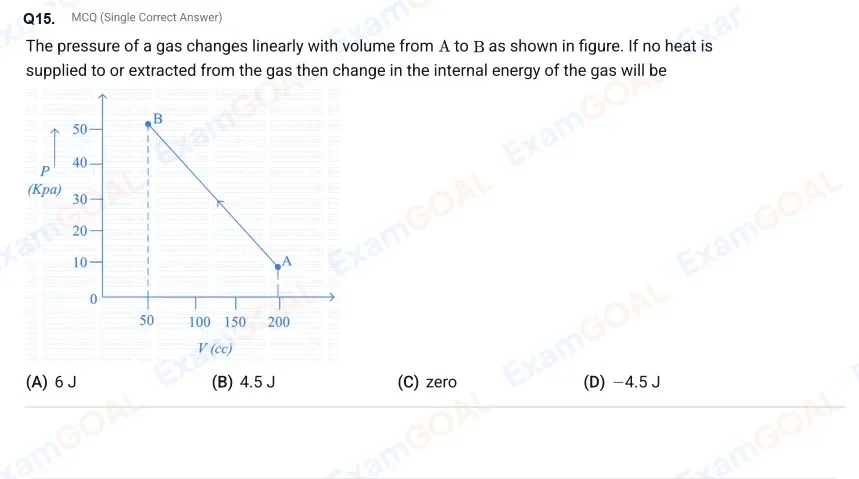 Q15. MCQ (Single Correct Answer)
The pressure of a gas changes linearly with volume from A to B as shown in figure. If no heat is
supplied to or extracted from the gas then change in the internal energy of the gas will be
B
50
40
P
(Kpa)
30
20
10
A
0
50 100 150 200
V (cc)
(A) 6 J (B) 4.5 J (C) zero (D) −4.5 J
ExamGOAL